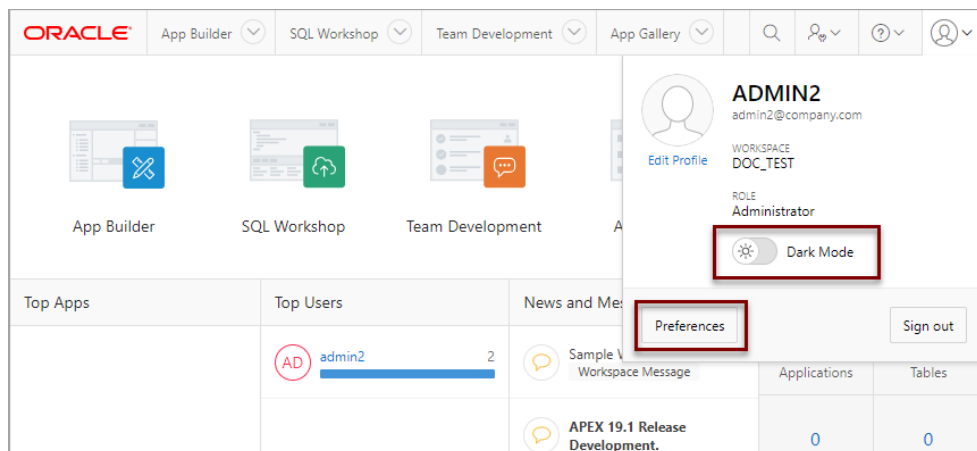 ORACLE
App Builder
SQL Workshop
Team Development
App Gallery
ADMIN2
admin2@company.com
Edit Profile
WORKSPACE
DOC_TEST
ROLE
Administrator
Dark Mode
Preferences
Sign out
App Builder
SQL Workshop
Team Development
A
Top Apps
Top Users
News and Me
AD
admin2
2
Sample
Workspace Message
APEX 19.1 Release
Development.
Applications
Tables
0
0